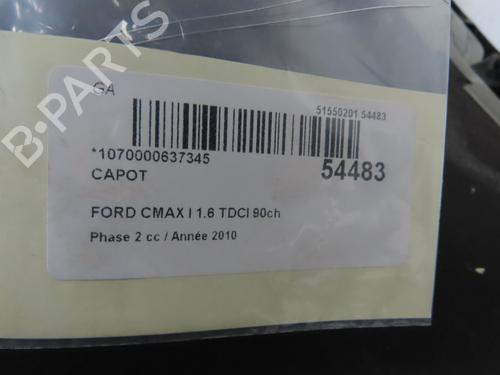 GA
51550201 54483
*1070000637345
54483
CAPOT
FORD CMAX I 1.6 TDCI 90ch
Phase 2 cc / Année 2010
B-PARTS